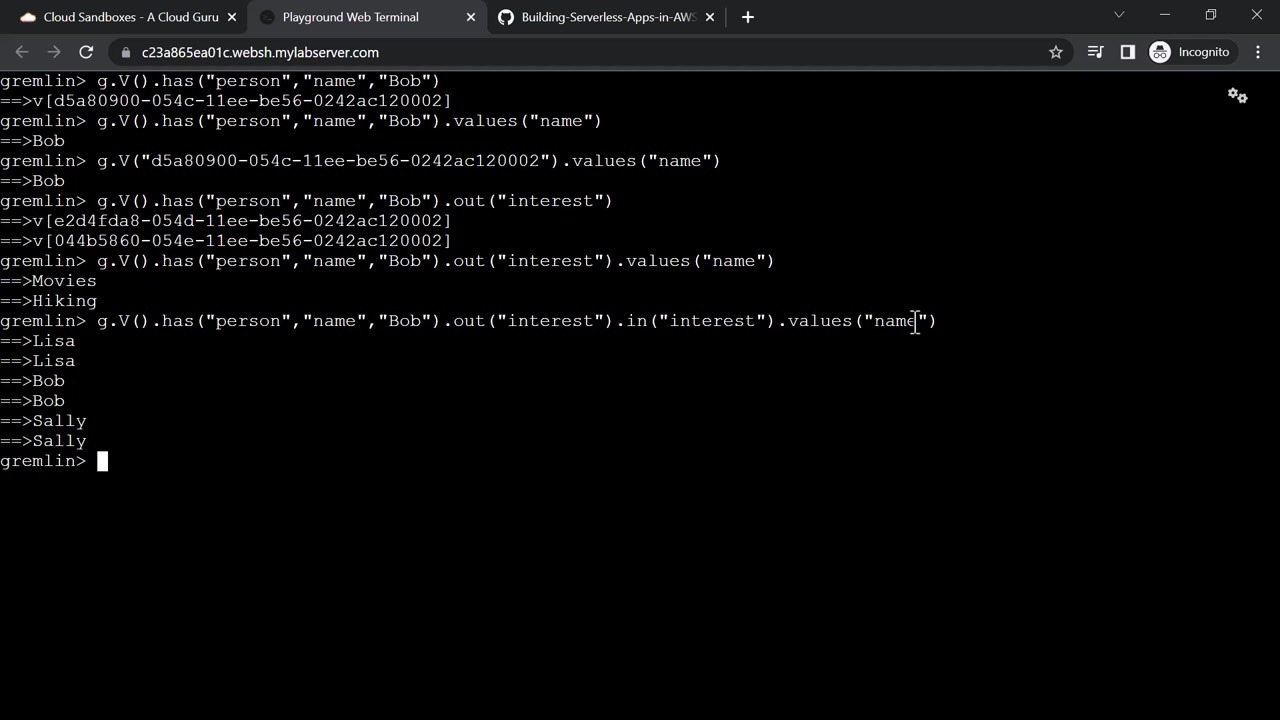 Cloud Sandboxes - A Cloud Guru
Playground Web Terminal
Building-Serverless-Apps-in-AWS
c23a865ea01c.websh.mylabserver.com
Incognito
gremlin> g.V().has("person","name","Bob")
==>v[d5a80900-054c-11ee-be56-0242ac120002]
gremlin> g.V().has("person","name","Bob").values("name")
==>Bob
gremlin> g.V("d5a80900-054c-11ee-be56-0242ac120002").values("name")
==>Bob
gremlin> g.V().has("person","name","Bob").out("interest")
==>v[e2d4fda8-054d-11ee-be56-0242ac120002]
==>v[044b5860-054e-11ee-be56-0242ac120002]
gremlin> g.V().has("person","name","Bob").out("interest").values("name")
==>Movies
==>Hiking
gremlin> g.V().has("person","name","Bob").out("interest").in("interest").values("name")
==>Lisa
==>Lisa
==>Bob
==>Bob
==>Sally
==>Sally
gremlin>